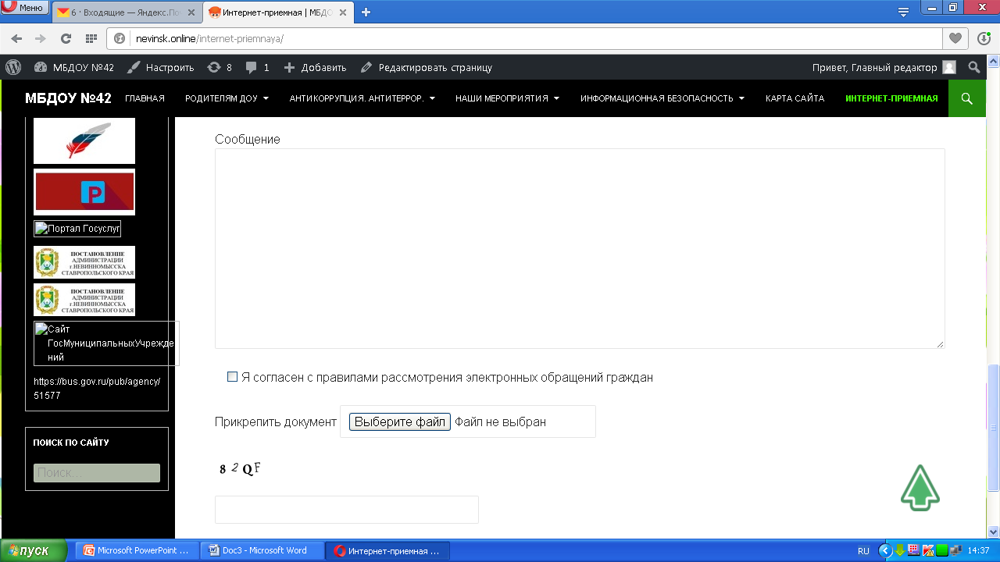 Меню
6 · Входящие — Яндекс.По
Интернет-приемная | МБДО
nevinsk.online/internet-priemnaya/
МБДОУ №42
Настроить
8
1
Добавить
Редактировать страницу
Привет, Главный редактор
МБДОУ №42
ГЛАВНАЯ
РОДИТЕЛЯМ ДОУ
АНТИКОРРУПЦИЯ. АНТИТЕРРОР.
НАШИ МЕРОПРИЯТИЯ
ИНФОРМАЦИОННАЯ БЕЗОПАСНОСТЬ
КАРТА САЙТА
ИНТЕРНЕТ-ПРИЕМНАЯ
P
Портал Госуслуг
ПОСТАНОВЛЕНИЕ
АДМИНИСТРАЦИИ
г.НЕВИННОМЫССКА
СТАВРОПОЛЬСКОГО КРАЯ
ПОСТАНОВЛЕНИЕ
АДМИНИСТРАЦИИ
г.НЕВИННОМЫССКА
СТАВРОПОЛЬСКОГО КРАЯ
Сайт
ГосМуниципальныхУчрежде
ний
https://bus.gov.ru/pub/agency/
51577
ПОИСК ПО САЙТУ
Поиск...
Сообщение
Я согласен с правилами рассмотрения электронных обращений граждан
Прикрепить документ
Выберите файл
Файл не выбран
8 2 Q F
пуск
Microsoft PowerPoint ...
Doc3 - Microsoft Word
Интернет-приемная ...
RU
14:37